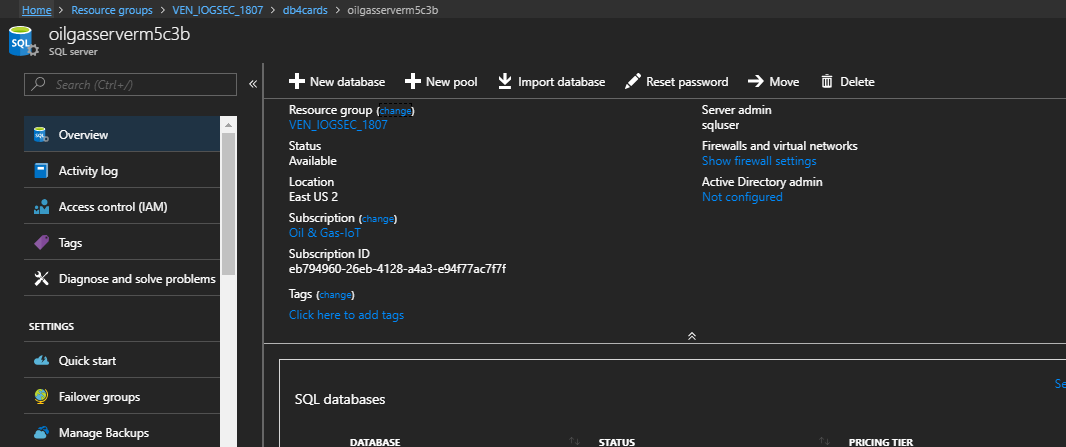 Home > Resource groups > VEN_IOGSEC_1807 > db4cards > oilgasserverm5c3b
oilgasserverm5c3b
SQL server
SQL
Search (Ctrl+/)
«
Overview
Activity log
Access control (IAM)
Tags
Diagnose and solve problems
SETTINGS
Quick start
Failover groups
Manage Backups
New database
New pool
Import database
Reset password
Move
Delete
Resource group (change)
VEN_IOGSEC_1807
Status
Available
Location
East US 2
Subscription (change)
Oil & Gas-IoT
Subscription ID
eb794960-26eb-4128-a4a3-e94f77ac7f7f
Tags (change)
Click here to add tags
Server admin
sqluser
Firewalls and virtual networks
Show firewall settings
Active Directory admin
Not configured
SQL databases
DATABASE STATUS PRICING TIER